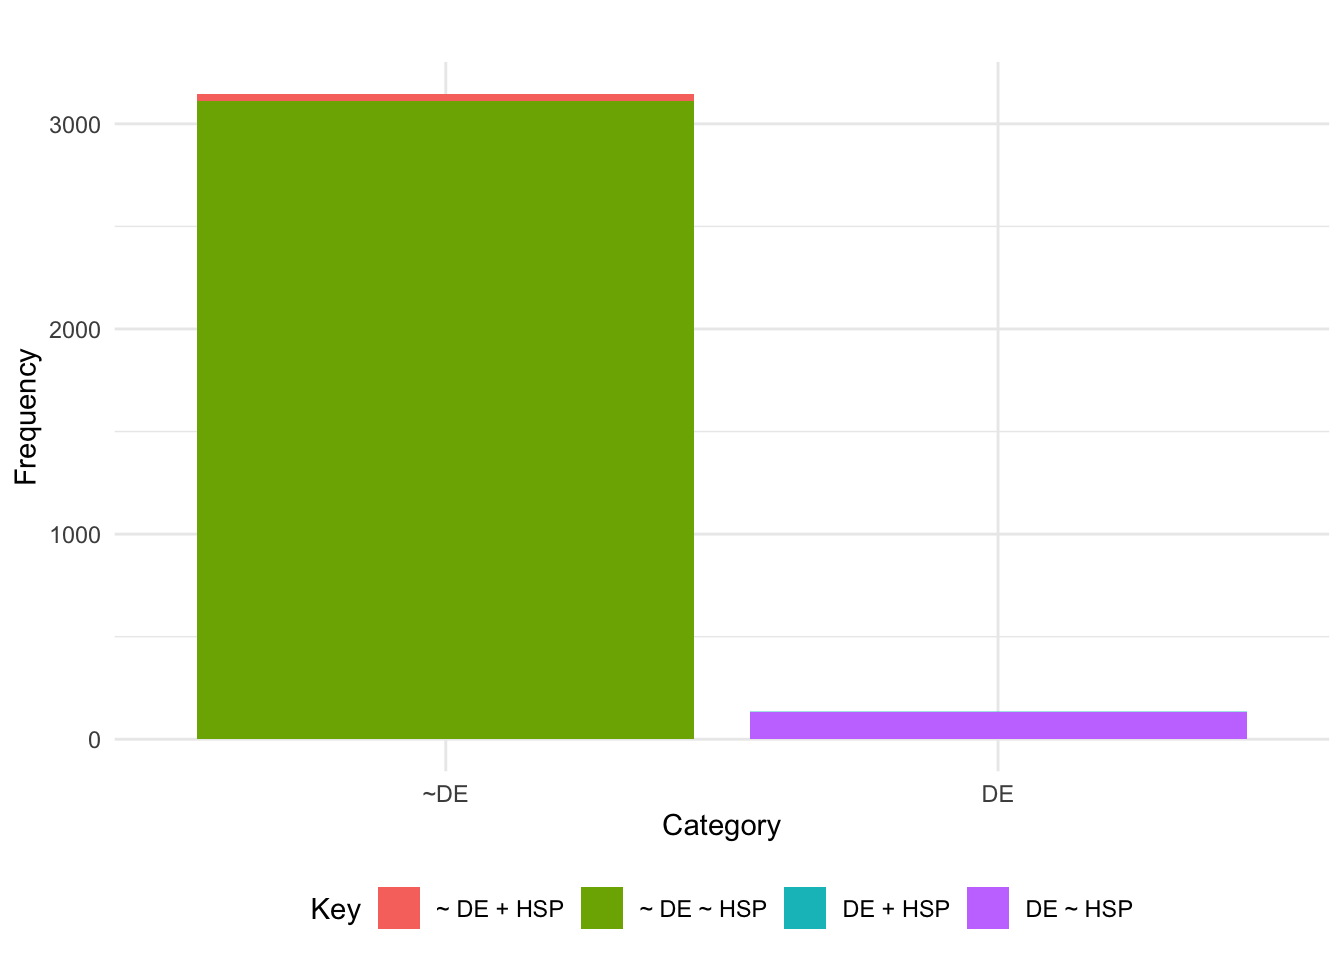 3000
2000
1000
0
Frequency
~DE
DE
Category
Key
~ DE + HSP
~ DE ~ HSP
DE + HSP
DE ~ HSP